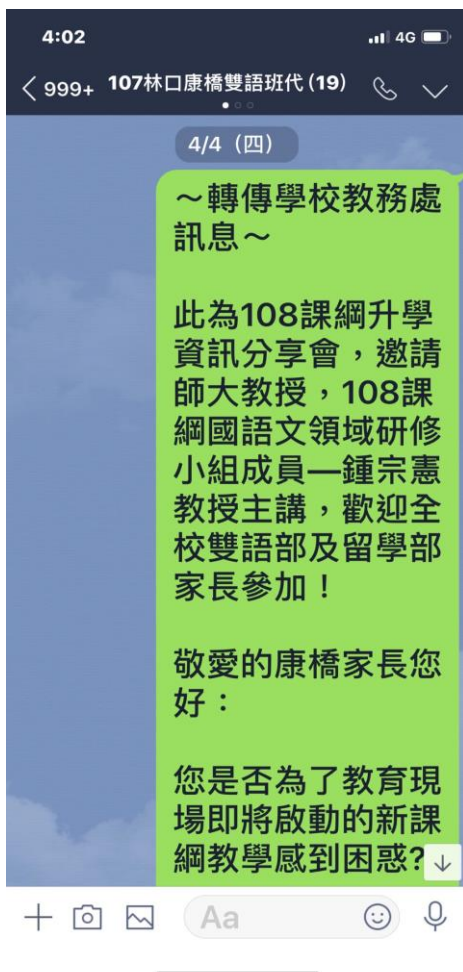 4:02
4G
999+ 107林口康橋雙語班代 (19)
4/4（四）
～轉傳學校教務處
訊息～
此為108課綱升學
資訊分享會，邀請
師大教授，108課
綱國語文領域研修
小組成員—鍾宗憲
教授主講，歡迎全
校雙語部及留學部
家長參加！
敬愛的康橋家長您
好：
您是否為了教育現
場即將啟動的新課
綱教學感到困惑?
Aa